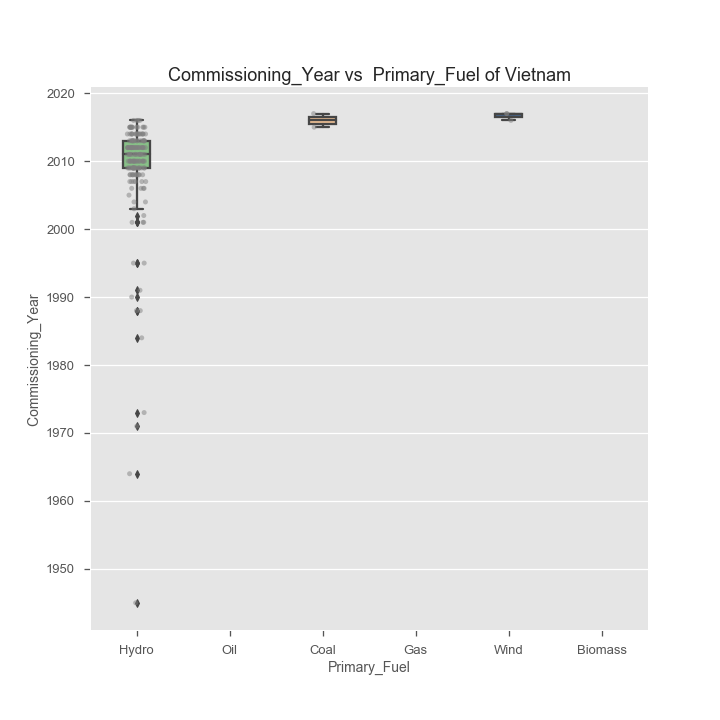 Commissioning_Year vs  Primary_Fuel of Vietnam
2020
2010
2000
1990
1980
1970
1960
1950
Commissioning_Year
Hydro Oil Coal Gas Wind Biomass
Primary_Fuel